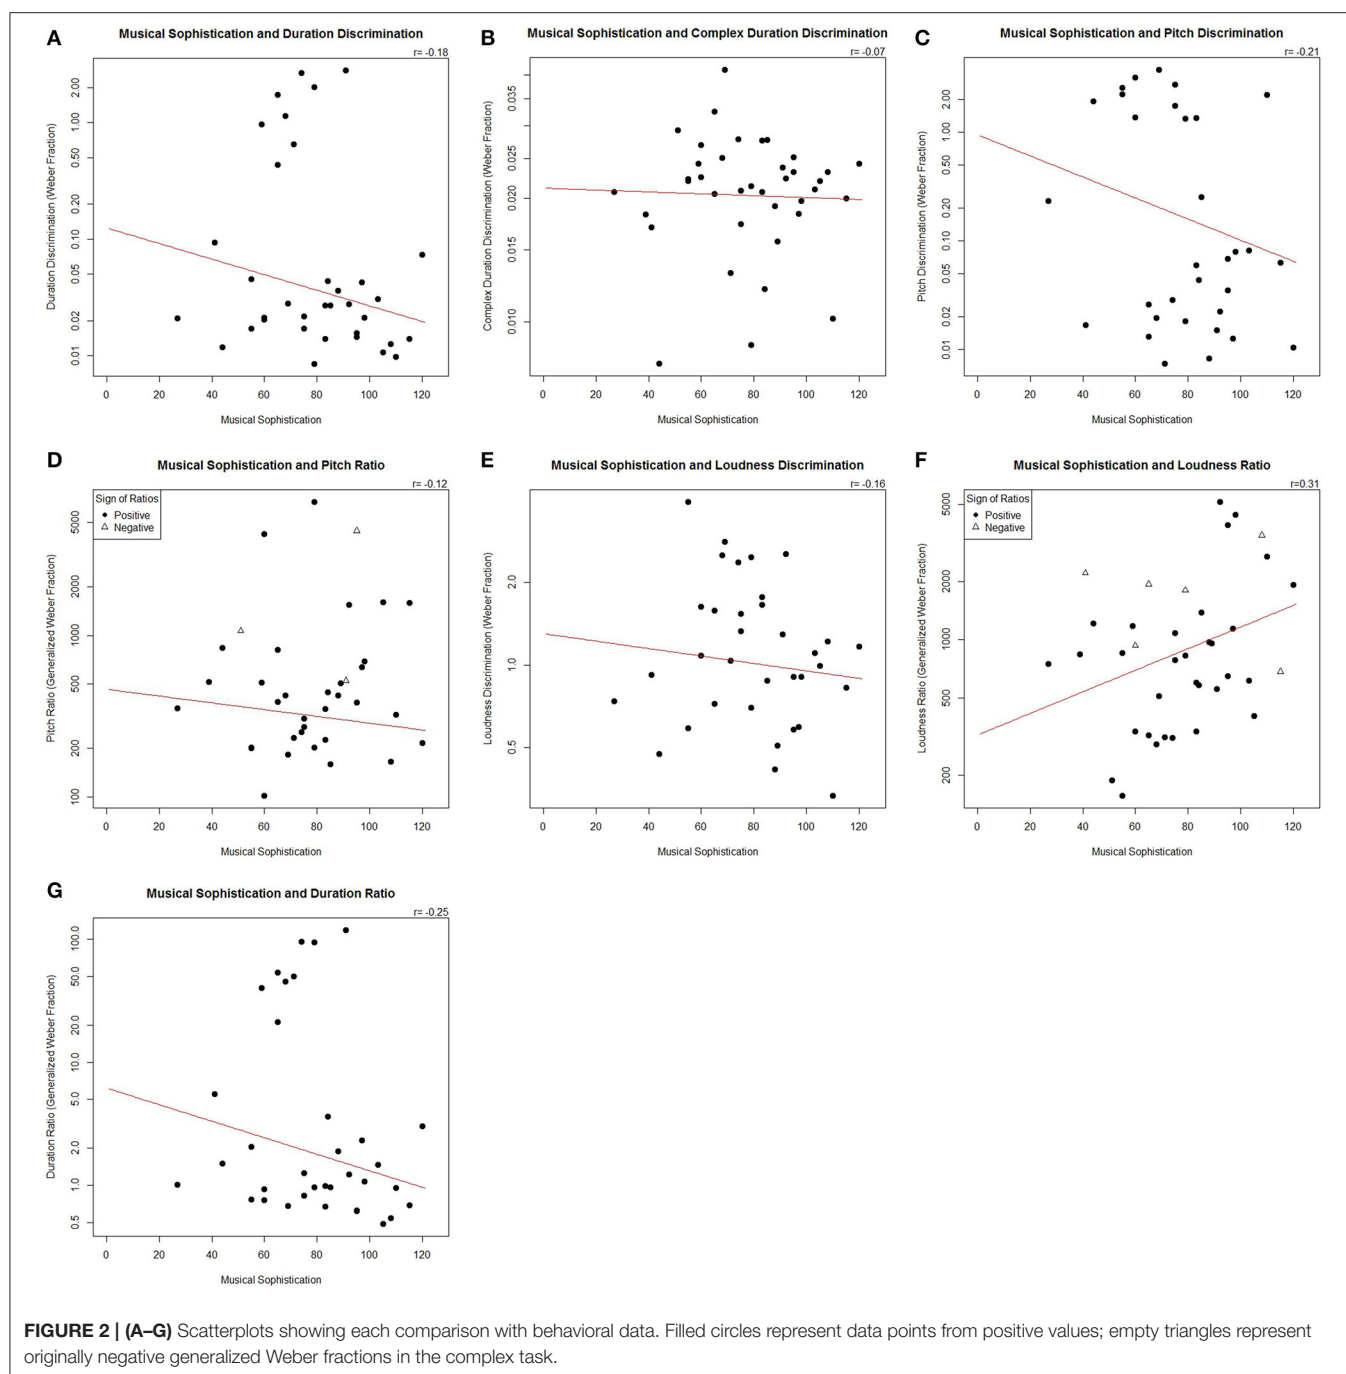 A
Musical Sophistication and Duration Discrimination
r= -0.18
Duration Discrimination (Weber Fraction)
2.00
1.00
0.50
0.20
0.10
0.05
0.02
0.01
0 20 40 60 80 100 120
Musical Sophistication
B
Musical Sophistication and Complex Duration Discrimination
r= -0.07
Complex Duration Discrimination (Weber Fraction)
0.035
0.025
0.020
0.015
0.010
0 20 40 60 80 100 120
Musical Sophistication
C
Musical Sophistication and Pitch Discrimination
r= -0.21
Pitch Discrimination (Weber Fraction)
2.00
1.00
0.50
0.20
0.10
0.05
0.02
0.01
0 20 40 60 80 100 120
Musical Sophistication
D
Musical Sophistication and Pitch Ratio
r= -0.12
Sign of Ratios
Positive
Negative
Pitch Ratio (Generalized Weber Fraction)
5000
2000
1000
500
200
100
0 20 40 60 80 100 120
Musical Sophistication
E
Musical Sophistication and Loudness Discrimination
r= -0.16
Loudness Discrimination (Weber Fraction)
2.0
1.0
0.5
0 20 40 60 80 100 120
Musical Sophistication
F
Musical Sophistication and Loudness Ratio
r=0.31
Sign of Ratios
Positive
Negative
Loudness Ratio (Generalized Weber Fraction)
5000
2000
1000
500
200
0 20 40 60 80 100 120
Musical Sophistication
G
Musical Sophistication and Duration Ratio
r= -0.25
Duration Ratio (Generalized Weber Fraction)
100.0
50.0
20.0
10.0
5.0
2.0
1.0
0.5
0 20 40 60 80 100 120
Musical Sophistication
FIGURE 2 | (A–G) Scatterplots showing each comparison with behavioral data. Filled circles represent data points from positive values; empty triangles represent
originally negative generalized Weber fractions in the complex task.